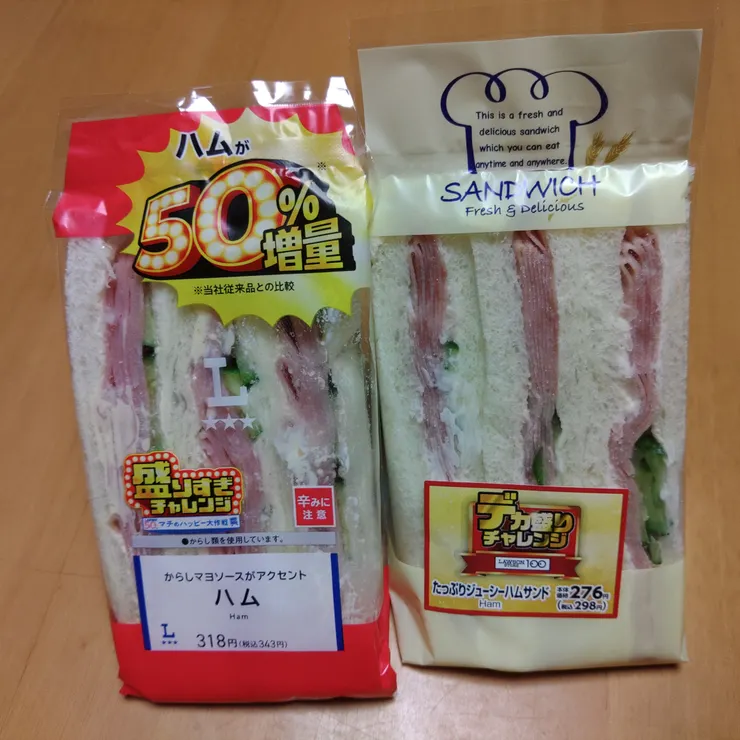 ハムが
50%※
増量
※当社従来品との比較
L
盛りすぎ
チャレンジ
マチのハッピー大作戦
辛みに
注意
●からし類を使用しています。
からしマヨソースがアクセント
ハム
Ham
L
318円(税込343円)
This is a fresh and
delicious sandwich
which you can eat
anytime and anywhere.
SANDWICH
Fresh & Delicious
デカ盛り
チャレンジ
LAWSON
STORE 100
たっぷりジューシーハムサンド
Ham
本体
価格 276円
(税込298円)